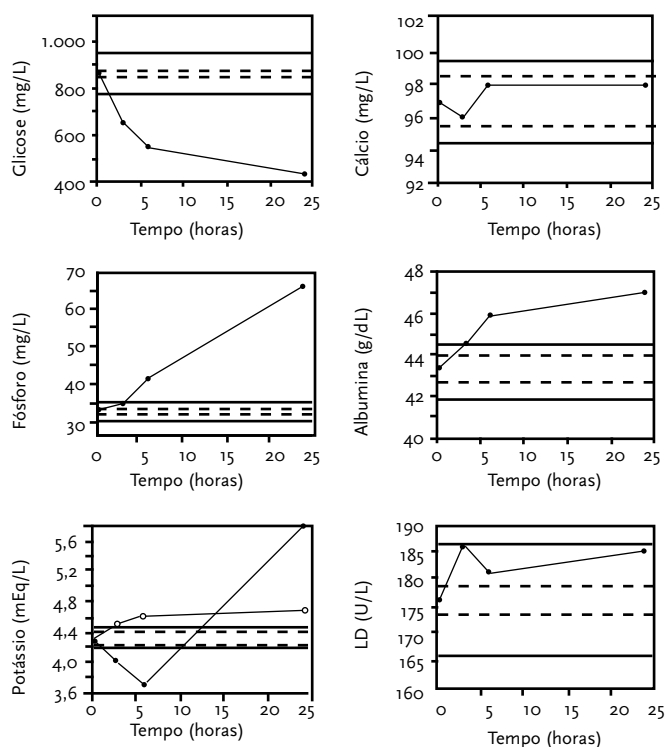 Glicose (mg/L)
1.000
800
600
400
0 5 10 15 20 25
Tempo (horas)
Cálcio (mg/L)
102
100
98
96
94
92
0 5 10 15 20 25
Tempo (horas)
Fósforo (mg/L)
70
60
50
40
30
0 5 10 15 20 25
Tempo (horas)
Albumina (g/dL)
48
46
44
42
40
0 5 10 15 20 25
Tempo (horas)
Potássio (mEq/L)
5,6
5,2
4,8
4,4
4,0
3,6
0 5 10 15 20 25
Tempo (horas)
LD (U/L)
190
185
180
175
170
165
160
0 5 10 15 20 25
Tempo (horas)